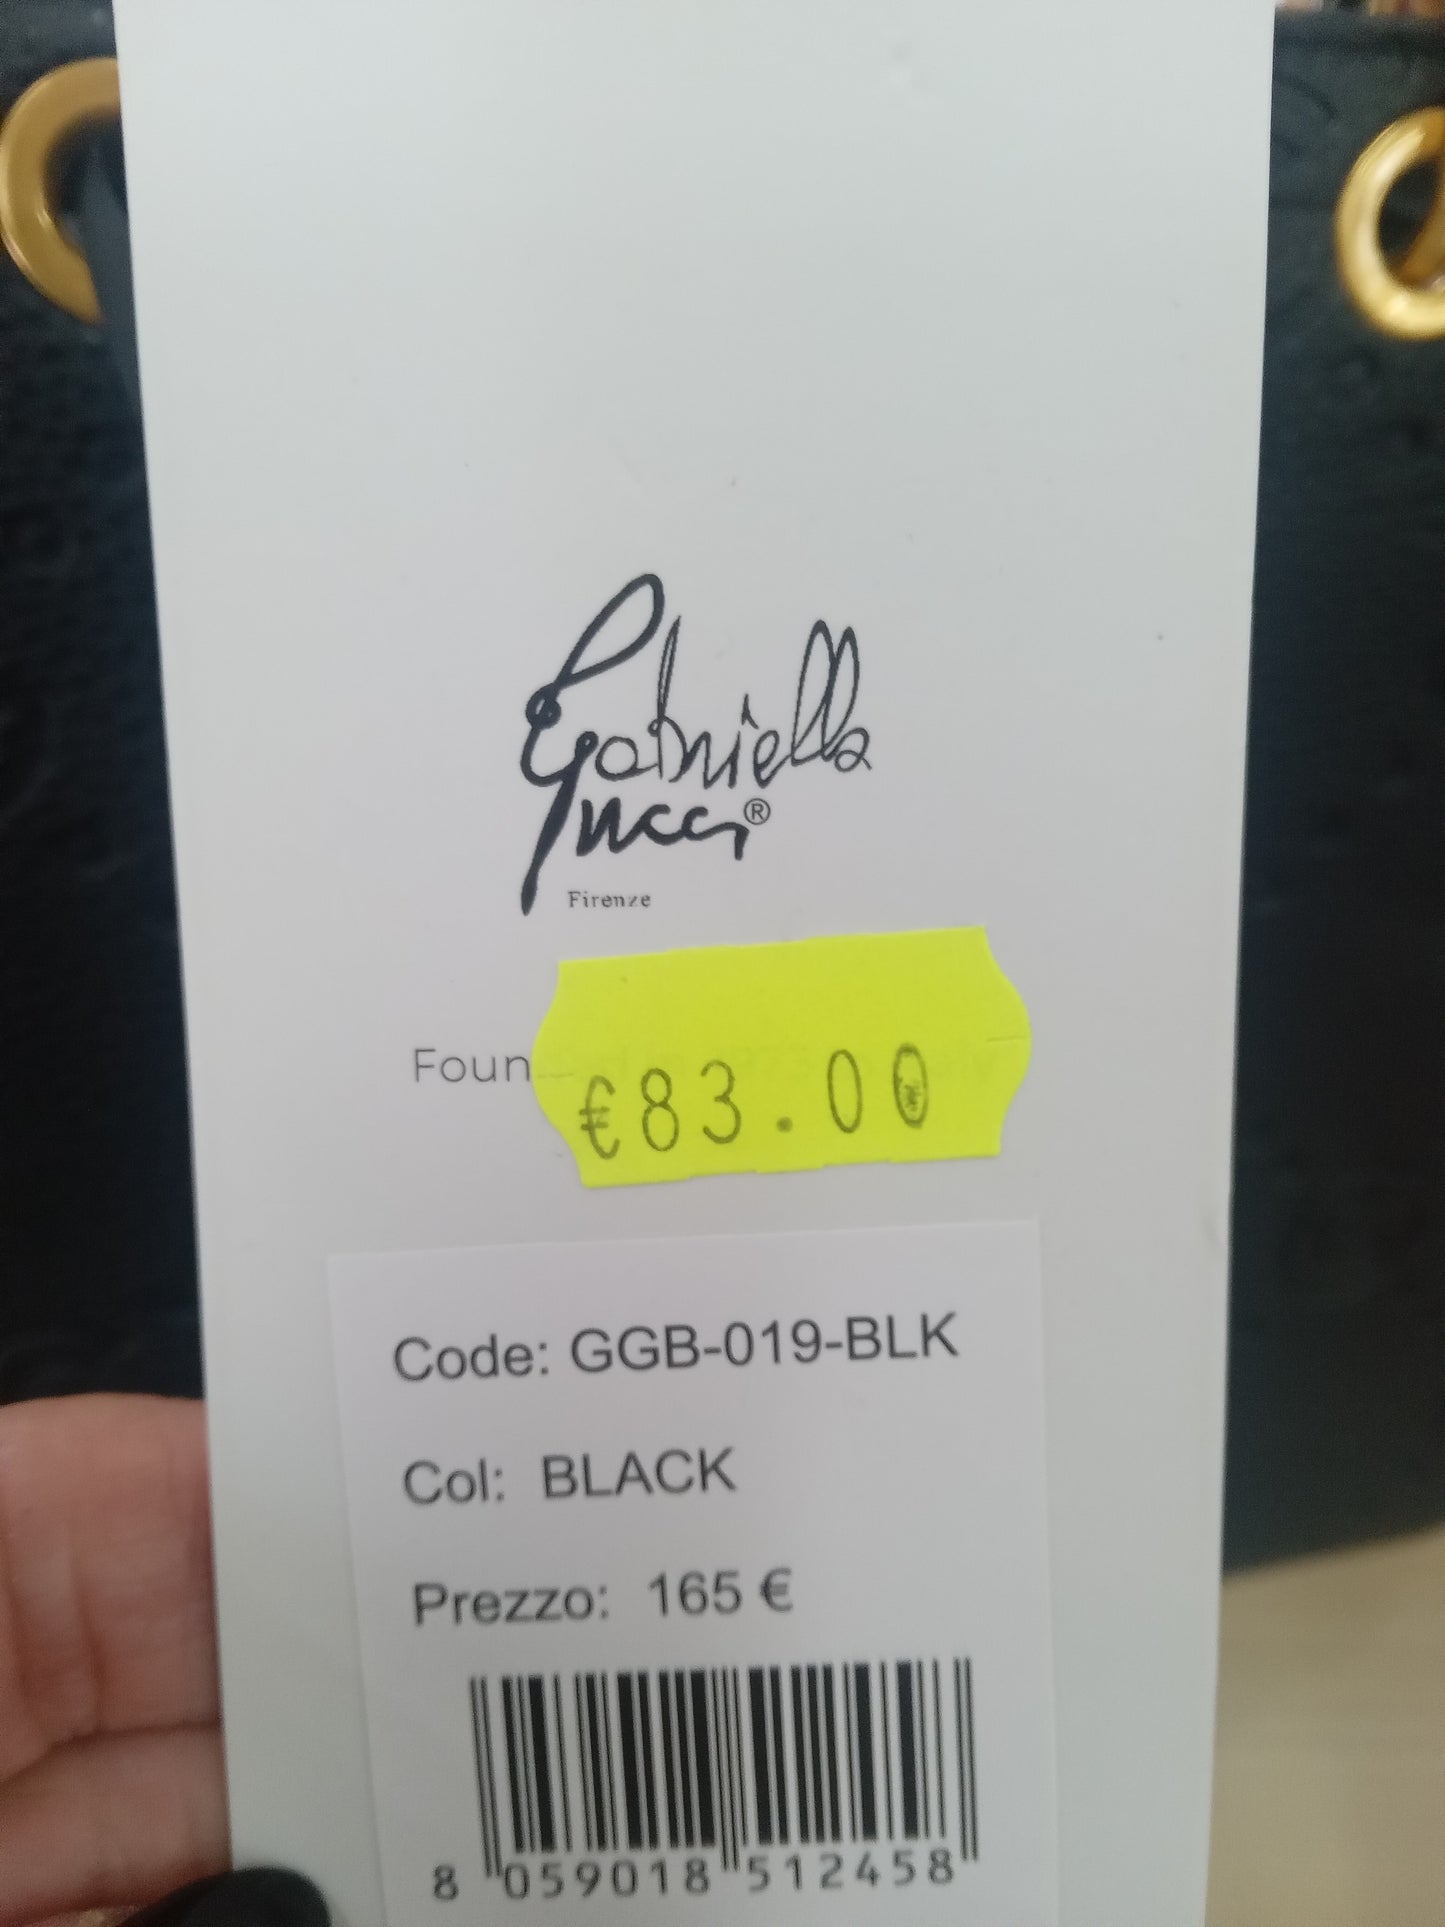 Gabriella
Gucci®
Firenze
Foun
€83.00
Code: GGB-019-BLK
Col: BLACK
Prezzo: 165 €
8 059018 512458